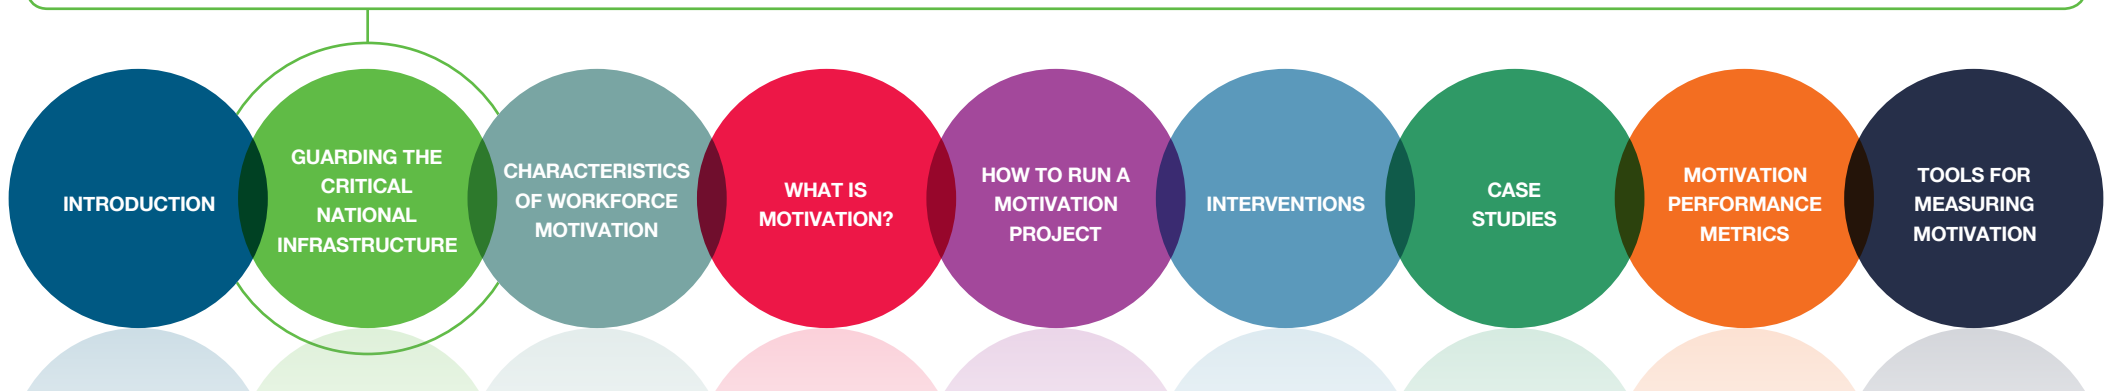 INTRODUCTION
GUARDING THE
CRITICAL
NATIONAL
INFRASTRUCTURE
CHARACTERISTICS
OF WORKFORCE
MOTIVATION
WHAT IS
MOTIVATION?
HOW TO RUN A
MOTIVATION
PROJECT
INTERVENTIONS
CASE
STUDIES
MOTIVATION
PERFORMANCE
METRICS
TOOLS FOR
MEASURING
MOTIVATION